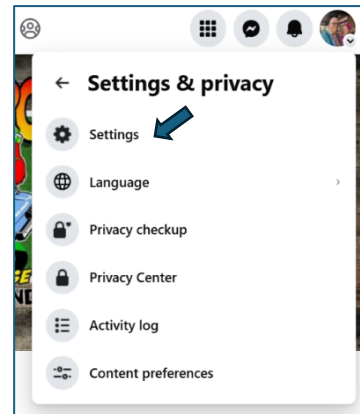 Settings & privacy
Settings
Language
Privacy checkup
Privacy Center
Activity log
Content preferences